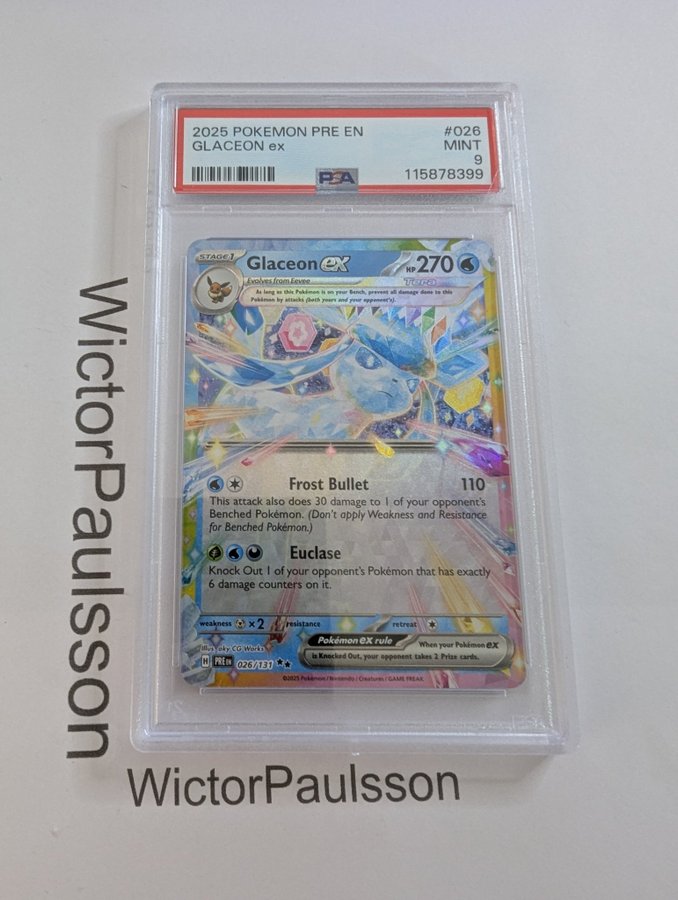 2025 POKEMON PRE EN #026
GLACEON ex MINT
9
PSA 115878399
STAGE 1 Glaceon ex HP 270
Evolves from Eevee Tera
As long as this Pokémon is on your Bench, prevent all damage done to this
Pokémon by attacks (both yours and your opponent's).
Frost Bullet 110
This attack also does 30 damage to 1 of your opponent's
Benched Pokémon. (Don't apply Weakness and Resistance
for Benched Pokémon.)
Euclase
Knock Out 1 of your opponent's Pokémon that has exactly
6 damage counters on it.
weakness ×2 resistance retreat
Pokémon ex rule When your Pokémon ex
is Knocked Out, your opponent takes 2 Prize cards.
Illus. aky CG Works
H PRE EN 026/131
©2025 Pokémon / Nintendo / Creatures / GAME FREAK
WictorPaulsson
WictorPaulsson